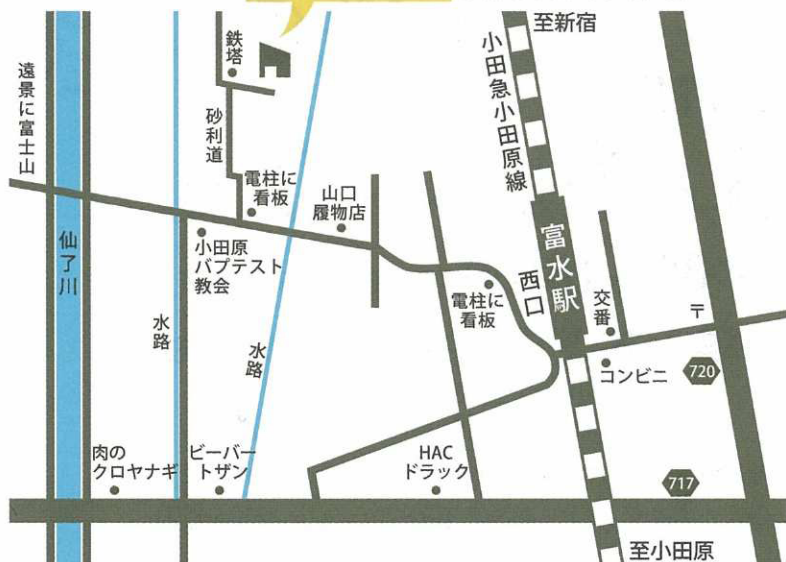 至新宿
小田急小田原線
鉄塔
遠景に富士山
砂利道
電柱に
看板
山口
履物店
仙了川
小田原
バプテスト
教会
富水駅
西口
電柱に
看板
交番
〒
水路
水路
コンビニ
720
肉の
クロヤナギ
ビーバー
トザン
HAC
ドラック
717
至小田原